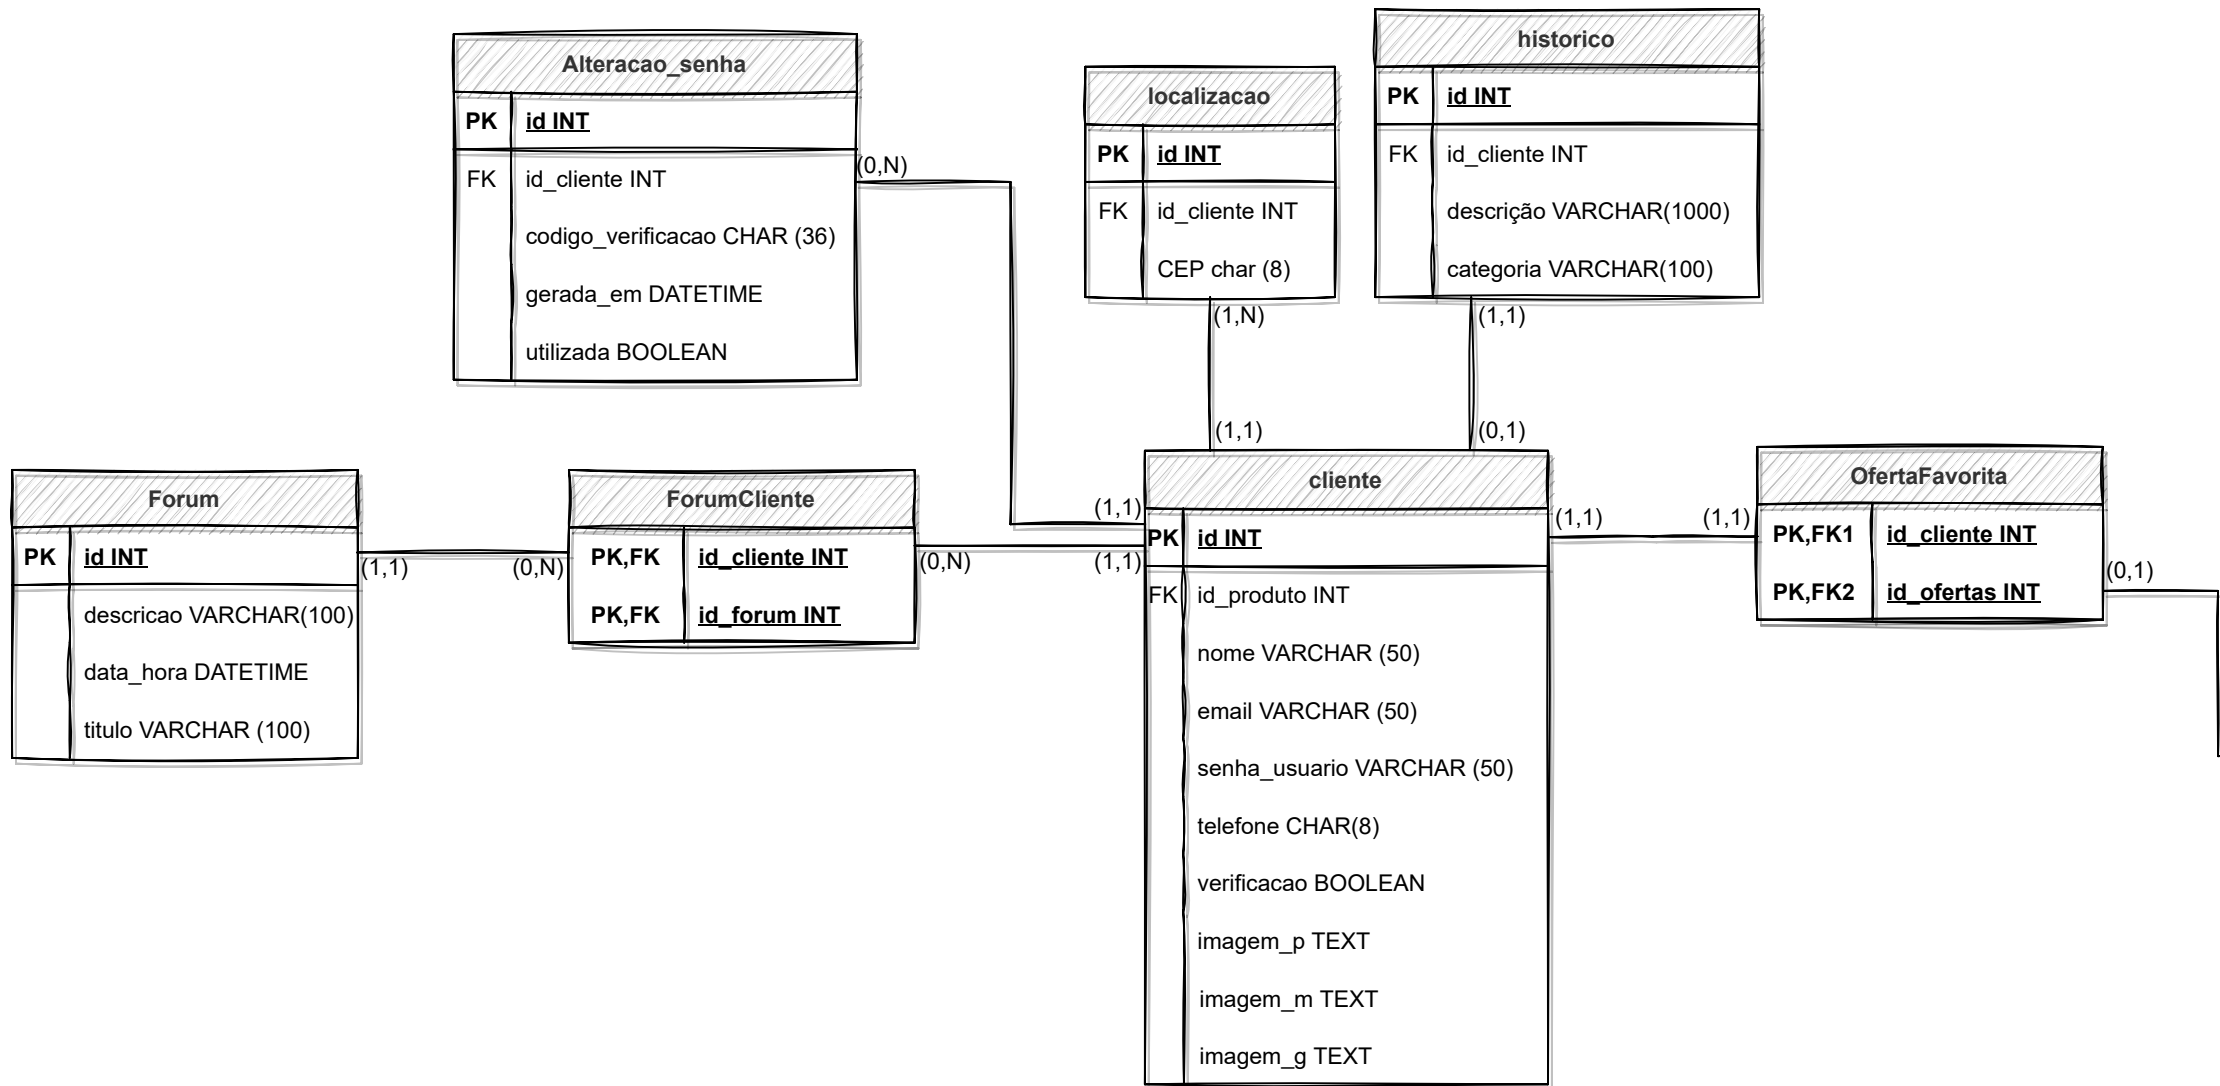 Alteracao_senha
PK id INT
FK id_cliente INT
codigo_verificacao CHAR (36)
gerada_em DATETIME
utilizada BOOLEAN
(0,N)
localizacao
PK id INT
FK id_cliente INT
CEP char (8)
(1,N)
(1,1)
historico
PK id INT
FK id_cliente INT
descrição VARCHAR(1000)
categoria VARCHAR(100)
(1,1)
(0,1)
Forum
PK id INT
descricao VARCHAR(100)
data_hora DATETIME
titulo VARCHAR (100)
(1,1)
(0,N)
ForumCliente
PK,FK id_cliente INT
PK,FK id_forum INT
(0,N)
(1,1)
(1,1)
cliente
PK id INT
FK id_produto INT
nome VARCHAR (50)
email VARCHAR (50)
senha_usuario VARCHAR (50)
telefone CHAR(8)
verificacao BOOLEAN
imagem_p TEXT
imagem_m TEXT
imagem_g TEXT
(1,1)
(1,1)
OfertaFavorita
PK,FK1 id_cliente INT
PK,FK2 id_ofertas INT
(0,1)